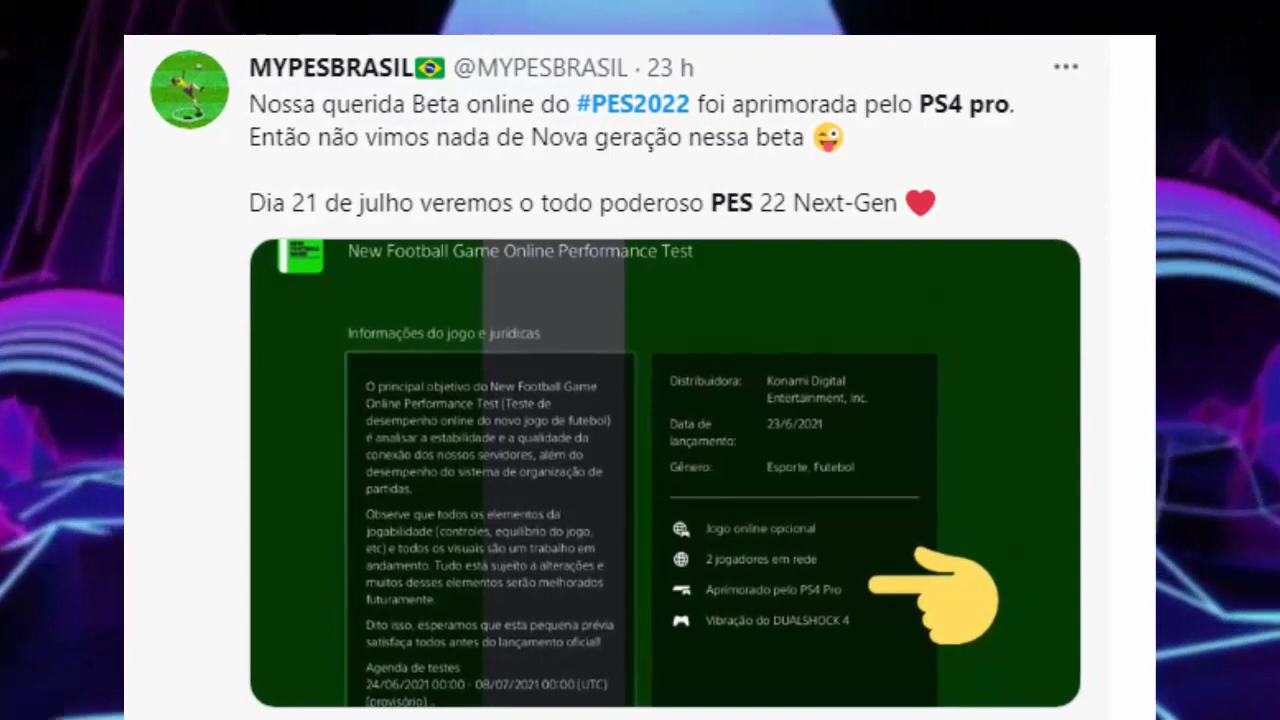 MYPESBRASIL🇧🇷 @MYPESBRASIL · 23 h
Nossa querida Beta online do #PES2022 foi aprimorada pelo PS4 pro.
Então não vimos nada de Nova geração nessa beta 😜
Dia 21 de julho veremos o todo poderoso PES 22 Next-Gen ❤️
New Football Game Online Performance Test
Informações do jogo e jurídicas
O principal objetivo do New Football Game
Online Performance Test (Teste de
desempenho online do novo jogo de futebol)
é analisar a estabilidade e a qualidade da
conexão dos nossos servidores, além do
desempenho do sistema de organização de
partidas.
Observe que todos os elementos da
jogabilidade (controles, equilíbrio do jogo,
etc) e todos os visuais são um trabalho em
andamento. Tudo está sujeito a alterações e
muitos desses elementos serão melhorados
futuramente.
Dito isso, esperamos que esta pequena prévia
satisfaça todos antes do lançamento oficial!
Agenda de testes
24/06/2021 00:00 - 08/07/2021 00:00 (UTC)
(provisório)...
Distribuidora: Konami Digital
Entertainment, Inc.
Data de 23/6/2021
lançamento:
Gênero: Esporte, Futebol
Jogo online opcional
2 jogadores em rede
Aprimorado pelo PS4 Pro
Vibração do DUALSHOCK 4